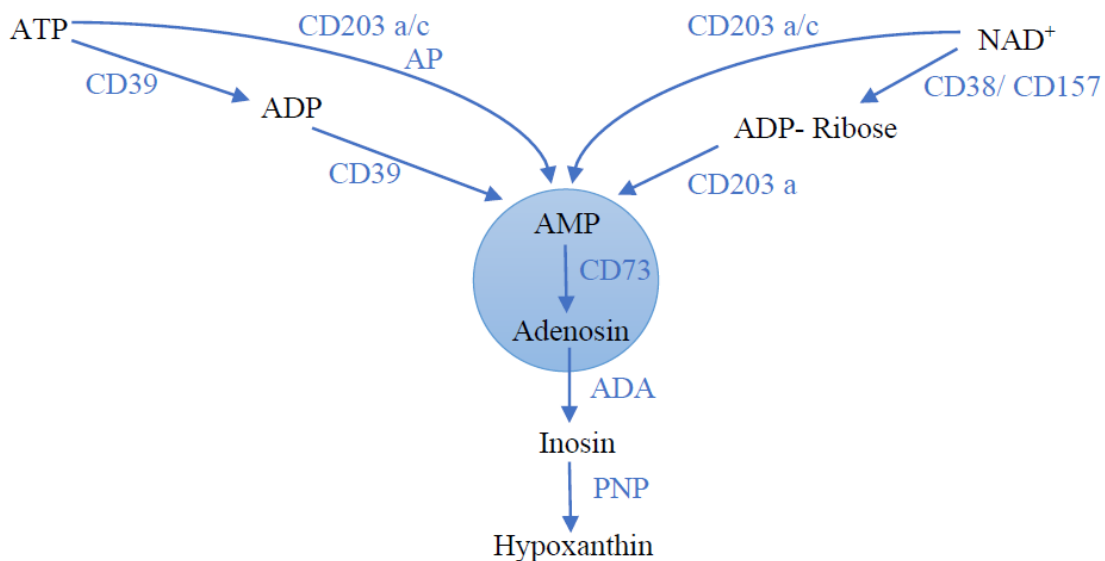 ATP
CD203 a/c
AP
CD39
ADP
CD39
CD203 a/c
NAD⁺
CD38/ CD157
ADP- Ribose
CD203 a
AMP
CD73
Adenosin
ADA
Inosin
PNP
Hypoxanthin